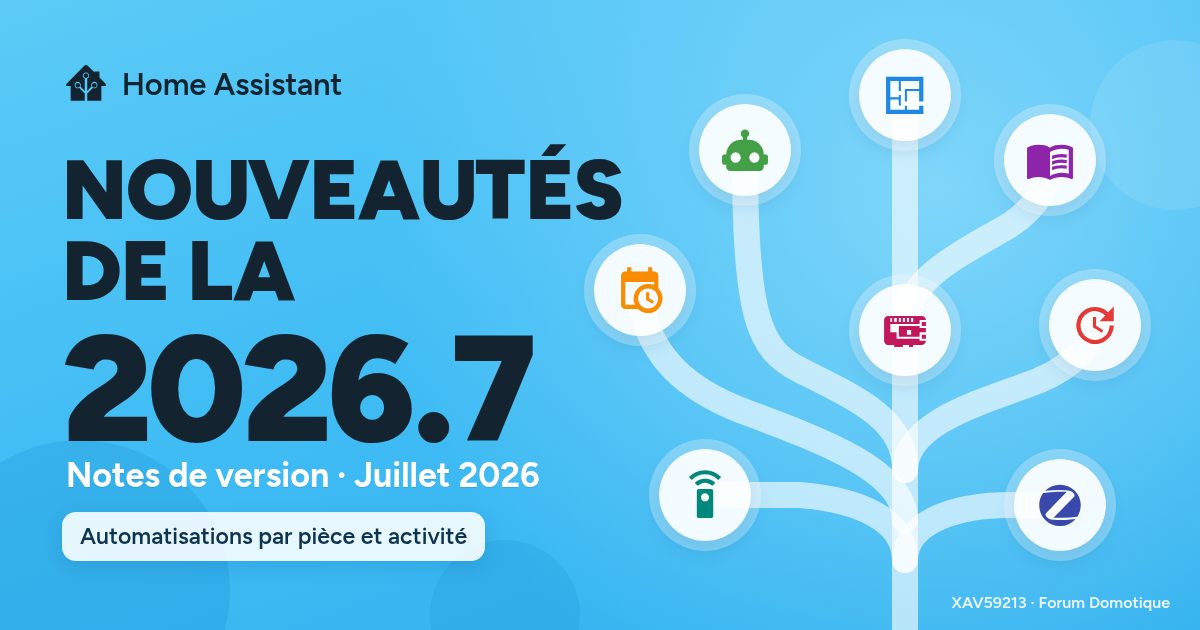 Home Assistant
NOUVEAUTÉS
DE LA
2026.7
Notes de version · Juillet 2026
Automatisations par pièce et activité
XAV59213 · Forum Domotique